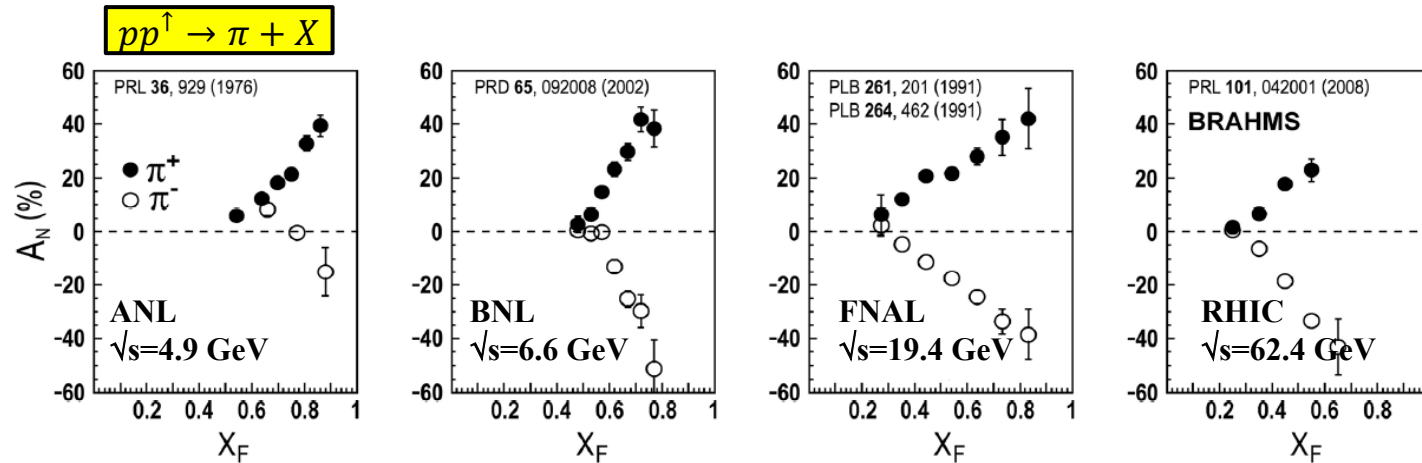 pp↑ → π + X
PRL 36, 929 (1976)
π+
π-
ANL
√s=4.9 GeV
PRD 65, 092008 (2002)
BNL
√s=6.6 GeV
PLB 261, 201 (1991)
PLB 264, 462 (1991)
FNAL
√s=19.4 GeV
PRL 101, 042001 (2008)
BRAHMS
RHIC
√s=62.4 GeV
A_N (%)
60
40
20
0
-20
-40
-60
0.2 0.4 0.6 0.8 1
X_F
60
40
20
0
-20
-40
-60
0.2 0.4 0.6 0.8 1
X_F
60
40
20
0
-20
-40
-60
0.2 0.4 0.6 0.8 1
X_F
60
40
20
0
-20
-40
-60
0.2 0.4 0.6 0.8
X_F